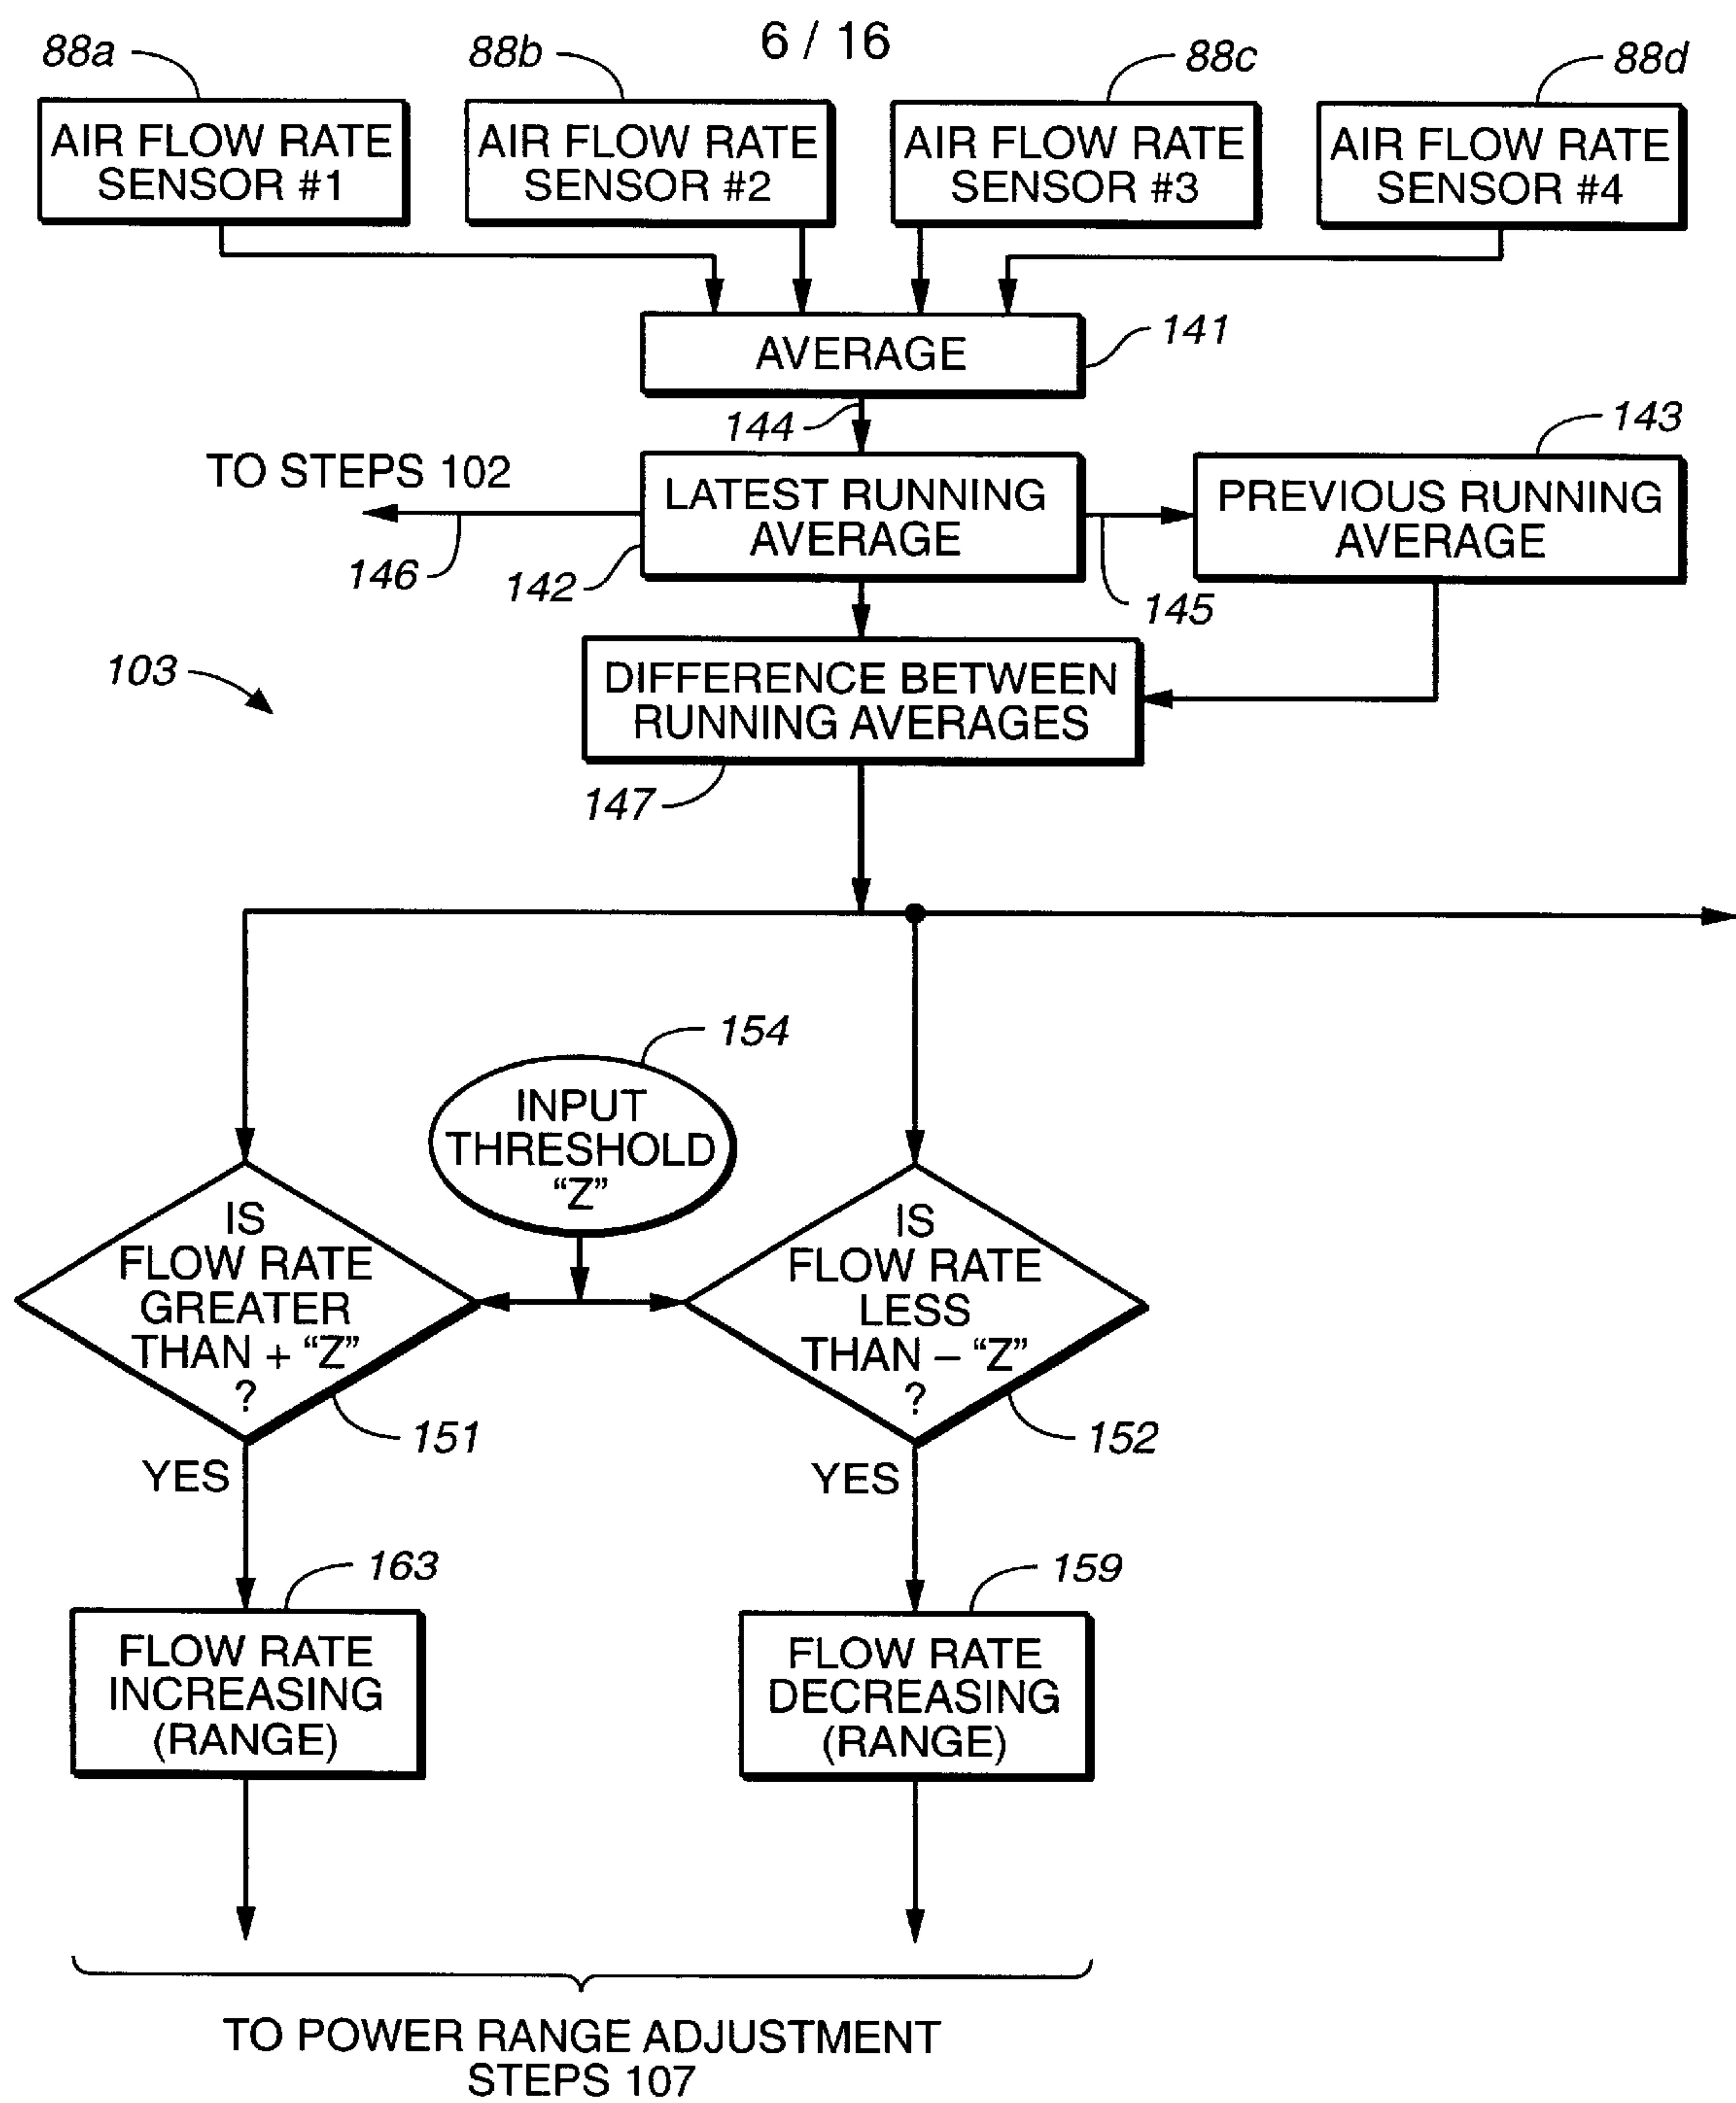 6 / 16
88a
88b
88c
88d
AIR FLOW RATE
SENSOR #1
AIR FLOW RATE
SENSOR #2
AIR FLOW RATE
SENSOR #3
AIR FLOW RATE
SENSOR #4
AVERAGE
141
144
143
TO STEPS 102
LATEST RUNNING
AVERAGE
PREVIOUS RUNNING
AVERAGE
146
142
145
103
DIFFERENCE BETWEEN
RUNNING AVERAGES
147
154
INPUT
THRESHOLD
“Z”
IS
FLOW RATE
GREATER
THAN + “Z”
?
IS
FLOW RATE
LESS
THAN – “Z”
?
151
152
YES
YES
163
159
FLOW RATE
INCREASING
(RANGE)
FLOW RATE
DECREASING
(RANGE)
TO POWER RANGE ADJUSTMENT
STEPS 107